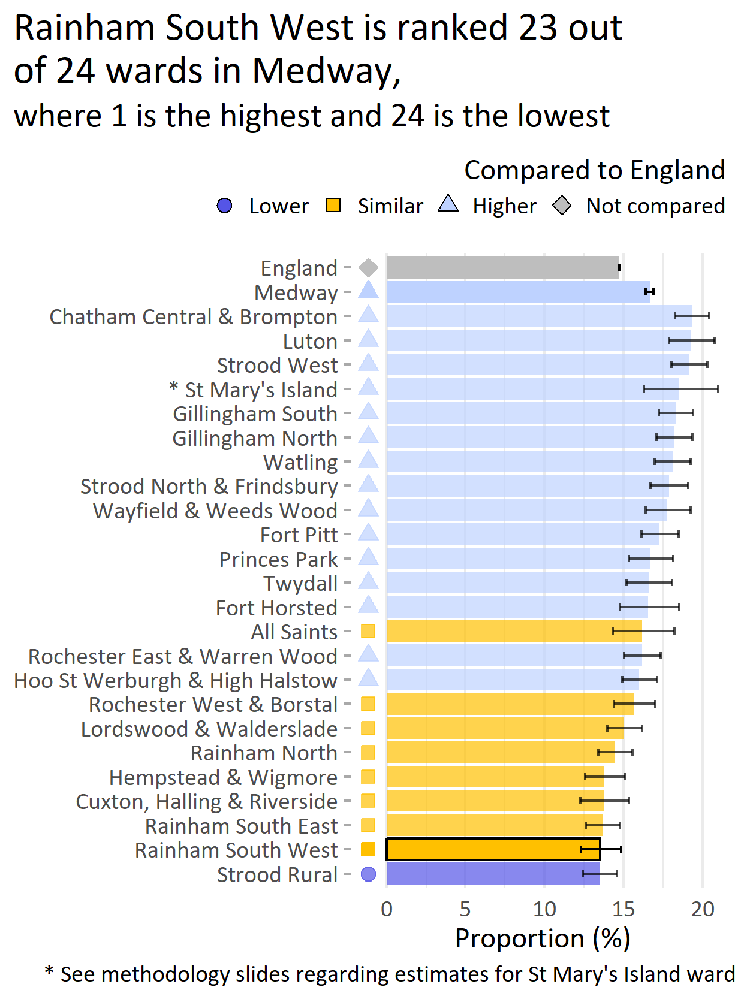 Rainham South West is ranked 23 out
of 24 wards in Medway,
where 1 is the highest and 24 is the lowest
Compared to England
Lower Similar Higher Not compared
England
Medway
Chatham Central & Brompton
Luton
Strood West
* St Mary's Island
Gillingham South
Gillingham North
Watling
Strood North & Frindsbury
Wayfield & Weeds Wood
Fort Pitt
Princes Park
Twydall
Fort Horsted
All Saints
Rochester East & Warren Wood
Hoo St Werburgh & High Halstow
Rochester West & Borstal
Lordswood & Walderslade
Rainham North
Hempstead & Wigmore
Cuxton, Halling & Riverside
Rainham South East
Rainham South West
Strood Rural
0 5 10 15 20
Proportion (%)
* See methodology slides regarding estimates for St Mary's Island ward